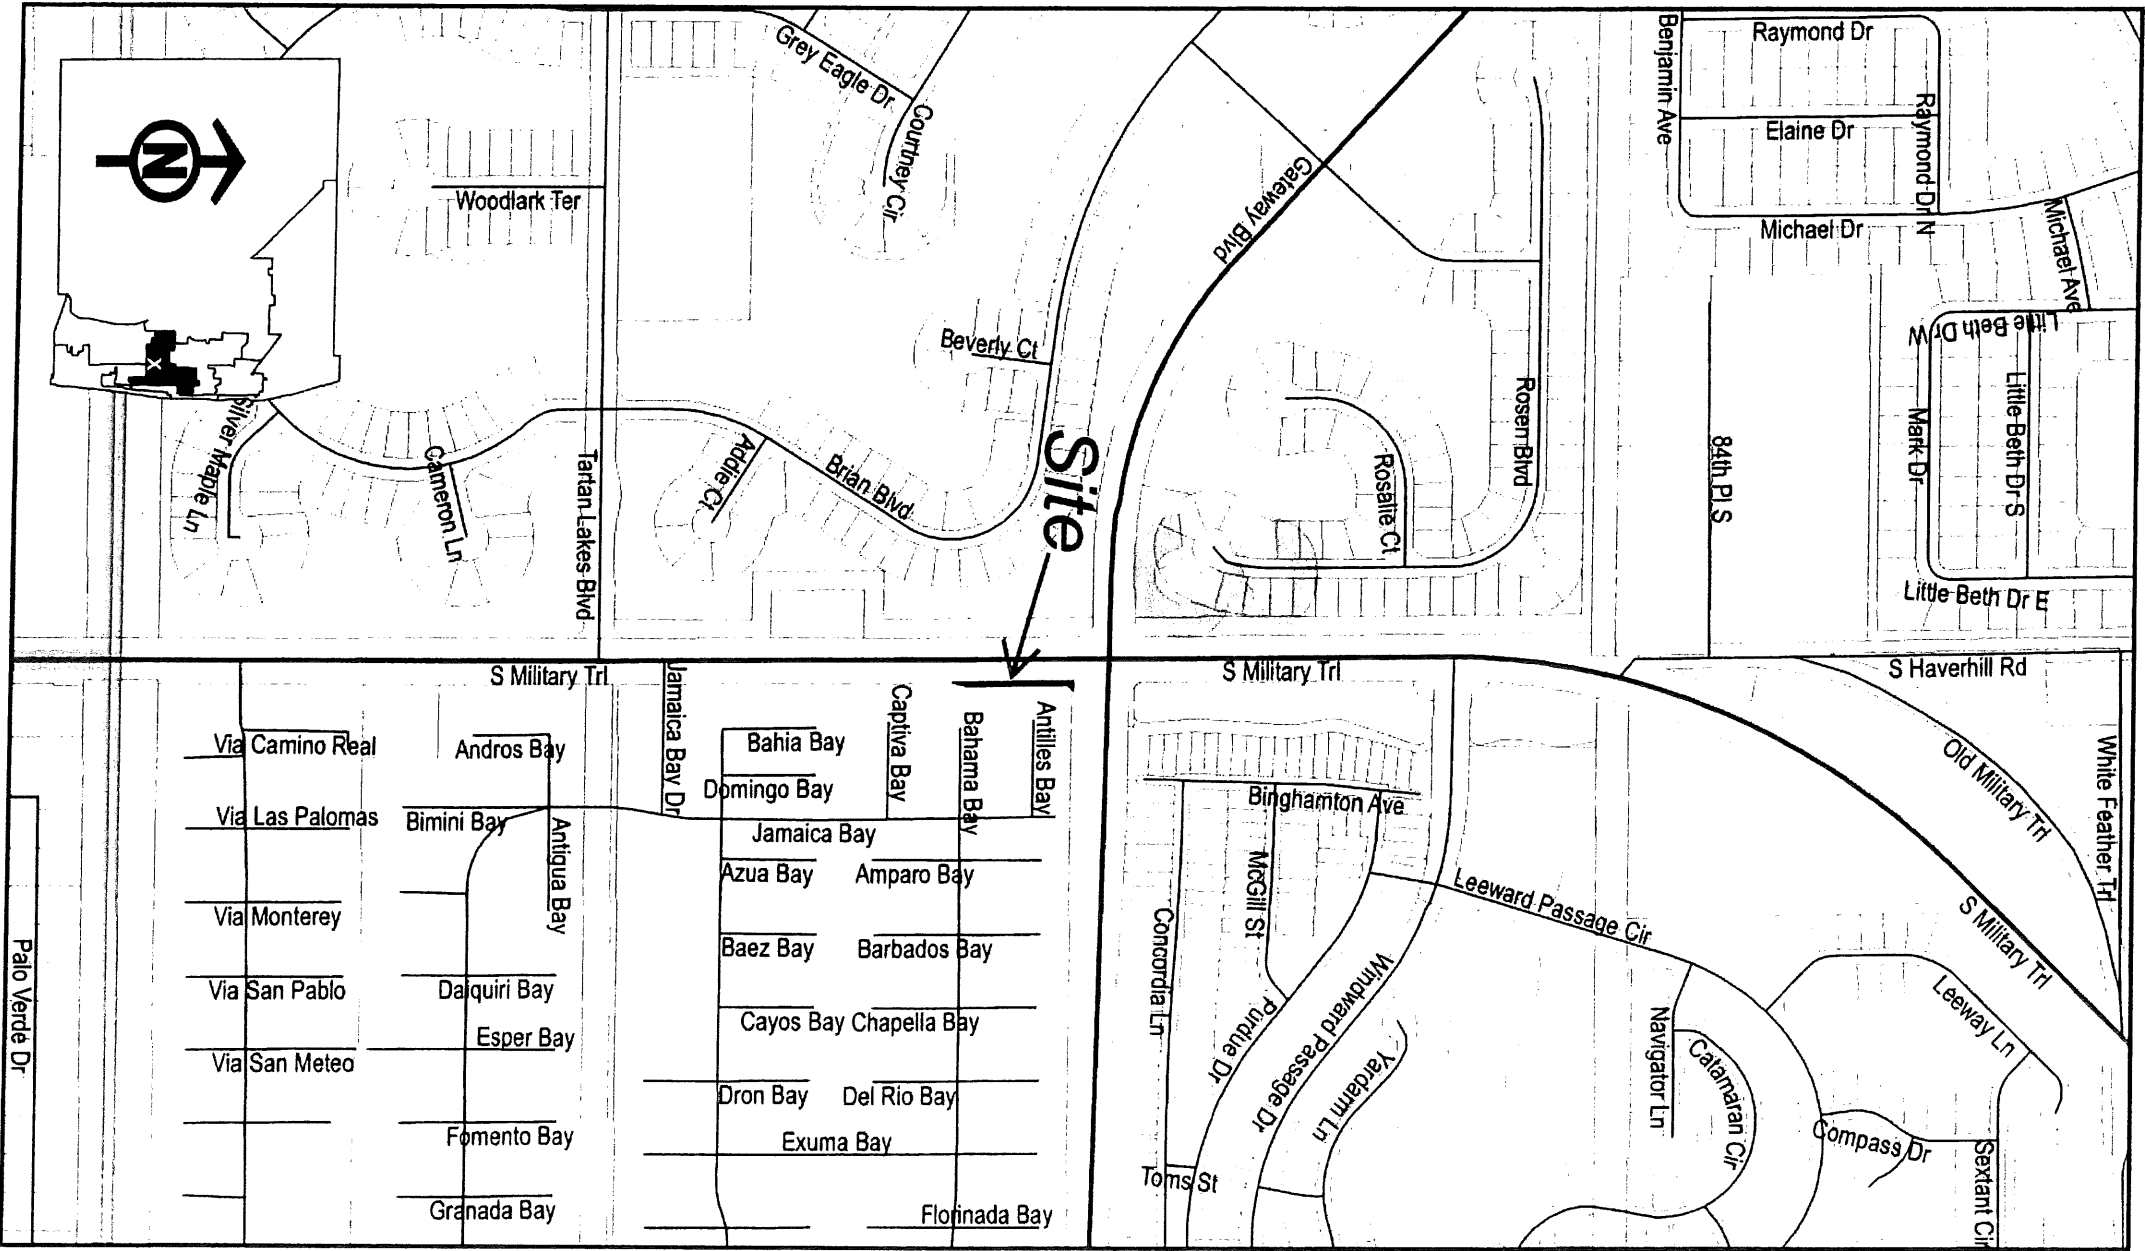 Grey Eagle Dr
Courtney Cir
Woodlark Ter
N
X
Gateway Blvd
Benjamin Ave
Raymond Dr
Elaine Dr
Raymond Dr N
Michael Dr
Michael Ave
Little Beth Dr W
Little Beth Dr S
Mark Dr
Little Beth Dr E
Beverly Ct
Site
Rosen Blvd
Rosalie Ct
84th Pl S
Silver Maple Ln
Cameron Ln
Tartan Lakes Blvd
Addie Ct
Brian Blvd
S Military Trl
S Military Trl
S Haverhill Rd
Old Military Trl
White Feather Trl
S Military Trl
Jamaica Bay Dr
Captiva Bay
Bahama Bay
Antilles Bay
Via Camino Real
Andros Bay
Bahia Bay
Domingo Bay
Via Las Palomas
Bimini Bay
Antiqua Bay
Jamaica Bay
Azua Bay
Amparo Bay
Binghamton Ave
McGill St
Concordia Ln
Purdue Dr
Windward Passage Dr
Yardarm Ln
Leeward Passage Cir
Leeway Ln
Navigator Ln
Catamaran Cir
Compass Dr
Sextant Cir
Palo Verde Dr
Via Monterey
Baez Bay
Barbados Bay
Via San Pablo
Daiquiri Bay
Cayos Bay
Chapella Bay
Esper Bay
Via San Meteo
Dron Bay
Del Rio Bay
Fomento Bay
Exuma Bay
Toms St
Granada Bay
Florinada Bay